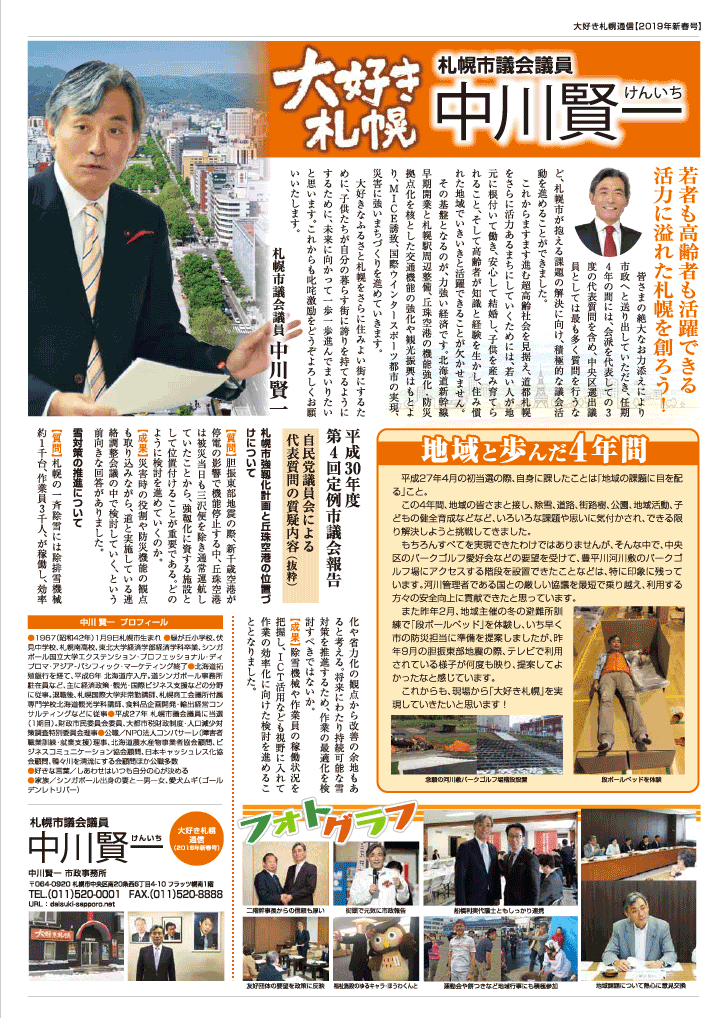 大好き札幌通信【2019年新春号】
大好き
札幌
札幌市議会議員
中川賢一
けんいち
若者も高齢者も活躍できる
活力に溢れた札幌を創ろう！
皆さまの絶大なお力添えにより
市政へと送り出していただき、任期
4年の間には、会派を代表しての3
度の代表質問を含め、中央区選出議
員としては最も多く質問を行うな
ど、札幌市が抱える課題の解決に向け、積極的な議会活
動を進めることができました。
これからますます進む超高齢社会を見据え、道都札幌
をさらに活力あるまちにしていくためには、若い人が地
元に根付いて働き、安心して結婚し、子供を産み育てら
れること、そして高齢者が知識と経験を生かし、住み慣
れた地域でいきいきと活躍できることが欠かせません。
その基盤となるのが、力強い経済です。北海道新幹線
早期開業と札幌駅周辺整備、丘珠空港の機能強化・防災
拠点化を核とした交通機能の強化や観光振興はもとよ
り、MICE誘致、国際ウインタースポーツ都市の実現、
災害に強いまちづくりを進めていきます。
大好きなふるさと札幌をさらに住みよい街にするた
めに、子供たちが自分の暮らす街に誇りを持てるように
するために、未来に向かって一歩一歩進んでまいりたい
と思います。これからも叱咤激励をどうぞよろしくお願
いいたします。
札幌市議会議員 中川賢一
平成30年度
第4回定例市議会報告
自民党議員会による
代表質問の質疑内容（抜粋）
札幌市強靱化計画と丘珠空港の位置づ
けについて
【質問】胆振東部地震の際、新千歳空港が
停電の影響で機能停止する中、丘珠空港
は被災当日も三沢便を除き通常運航し
ていたことから、強靱化に資する施設と
して位置付けることが重要である。どの
ように検討を進めていくのか。
【成果】災害時の役割や防災機能の観点
も取り込みながら、道と実施している連
絡調整会議の中で検討していく、という
前向きな回答がありました。
雪対策の推進について
【質問】札幌の一斉除雪には除排雪機械
約1千台、作業員3千人、が稼働し、効率
化や省力化の観点から改善の余地もあ
ると考える。将来にわたり持続可能な雪
対策を推進するため、作業の最適化を検
討すべきではないか。
【成果】除雪機械や作業員の稼働状況を
把握し、ICT活用なども視野に入れて
作業の効率化に向けた検討を進めるこ
ととなりました。
地域と歩んだ4年間
平成27年4月の初当選の際、自身に課したことは「地域の課題に目を配
る」こと。
この4年間、地域の皆さまと接し、除雪、道路、街路樹、公園、地域活動、子
どもの健全育成などなど、いろいろな課題や思いに気付かされ、できる限
り解決しようと挑戦してきました。
もちろんすべてを実現できたわけではありませんが、そんな中で、中央
区のパークゴルフ愛好会などの要望を受けて、豊平川河川敷のパークゴ
ルフ場にアクセスする階段を設置できたことなどは、特に印象に残って
います。河川管理者である国との厳しい協議を最短で乗り越え、利用する
方々の安全向上に貢献できたと思っています。
また昨年2月、地域主催の冬の避難所訓
練で「段ボールベッド」を体験し、いち早く
市の防災担当に準備を提案しましたが、昨
年9月の胆振東部地震の際、テレビで利用
されている様子が何度も映り、提案してよ
かったなと感じています。
これからも、現場から「大好き札幌」を実
現していきたいと思います！
念願の河川敷パークゴルフ場階段設置
段ボールベッドを体験
中川 賢一 プロフィール
●1967（昭和42年）1月9日札幌市生まれ ●緑が丘小学校、伏
見中学校、札幌南高校、東北大学経済学部経済学科卒業、シンガ
ポール国立大学エクステンション・プロフェッショナル・ディ
プロマ・アジア・パシフィック・マーケティング終了●北海道拓
殖銀行を経て、平成6年 北海道庁入庁。道シンガポール事務所
駐在員など、主に経済政策・観光・国際ビジネス支援などの分野
に従事。退職後、札幌国際大学非常勤講師、札幌商工会議所付属
専門学校北海道観光学科講師、食料品企画開発・輸出経営コン
サルティングなどに従事●平成27年 札幌市議会議員に当選
（1期目）。財政市民委員会委員、大都市税財政制度・人口減少対
策調査特別委員会理事●公職／NPO法人コンパサーレ（障害者
職業訓練・就業支援）理事、北海道農水産物事業者協会顧問、ビ
ジネスコミュニケーション協会顧問、日本キャッシュレス化協
会顧問、鴨々川を清流にする会顧問ほか公職多数
●好きな言葉／しあわせはいつも自分の心が決める
●家族／シンガポール出身の妻と一男一女、愛犬ムギ（ゴール
デンレトリバー）
札幌市議会議員
中川賢一
けんいち
大好き札幌
通信
（2019年新春号）
中川賢一 市政事務所
〒064-0920 札幌市中央区南20条西6丁目4-10 フラッツ幌南1階
TEL.(011)520-0001 FAX.(011)520-8888
URL：daisuki-sapporo.net
大好き札幌
フォトグラフ
二階幹事長からの信頼も厚い
街頭で元気に市政報告
船橋利実代議士ともしっかり連携
友好団体の要望を政策に反映
福祉施設のゆるキャラ・ほうわくんと
運動会や餅つきなど地域行事にも積極参加
地域課題について熱心に意見交換